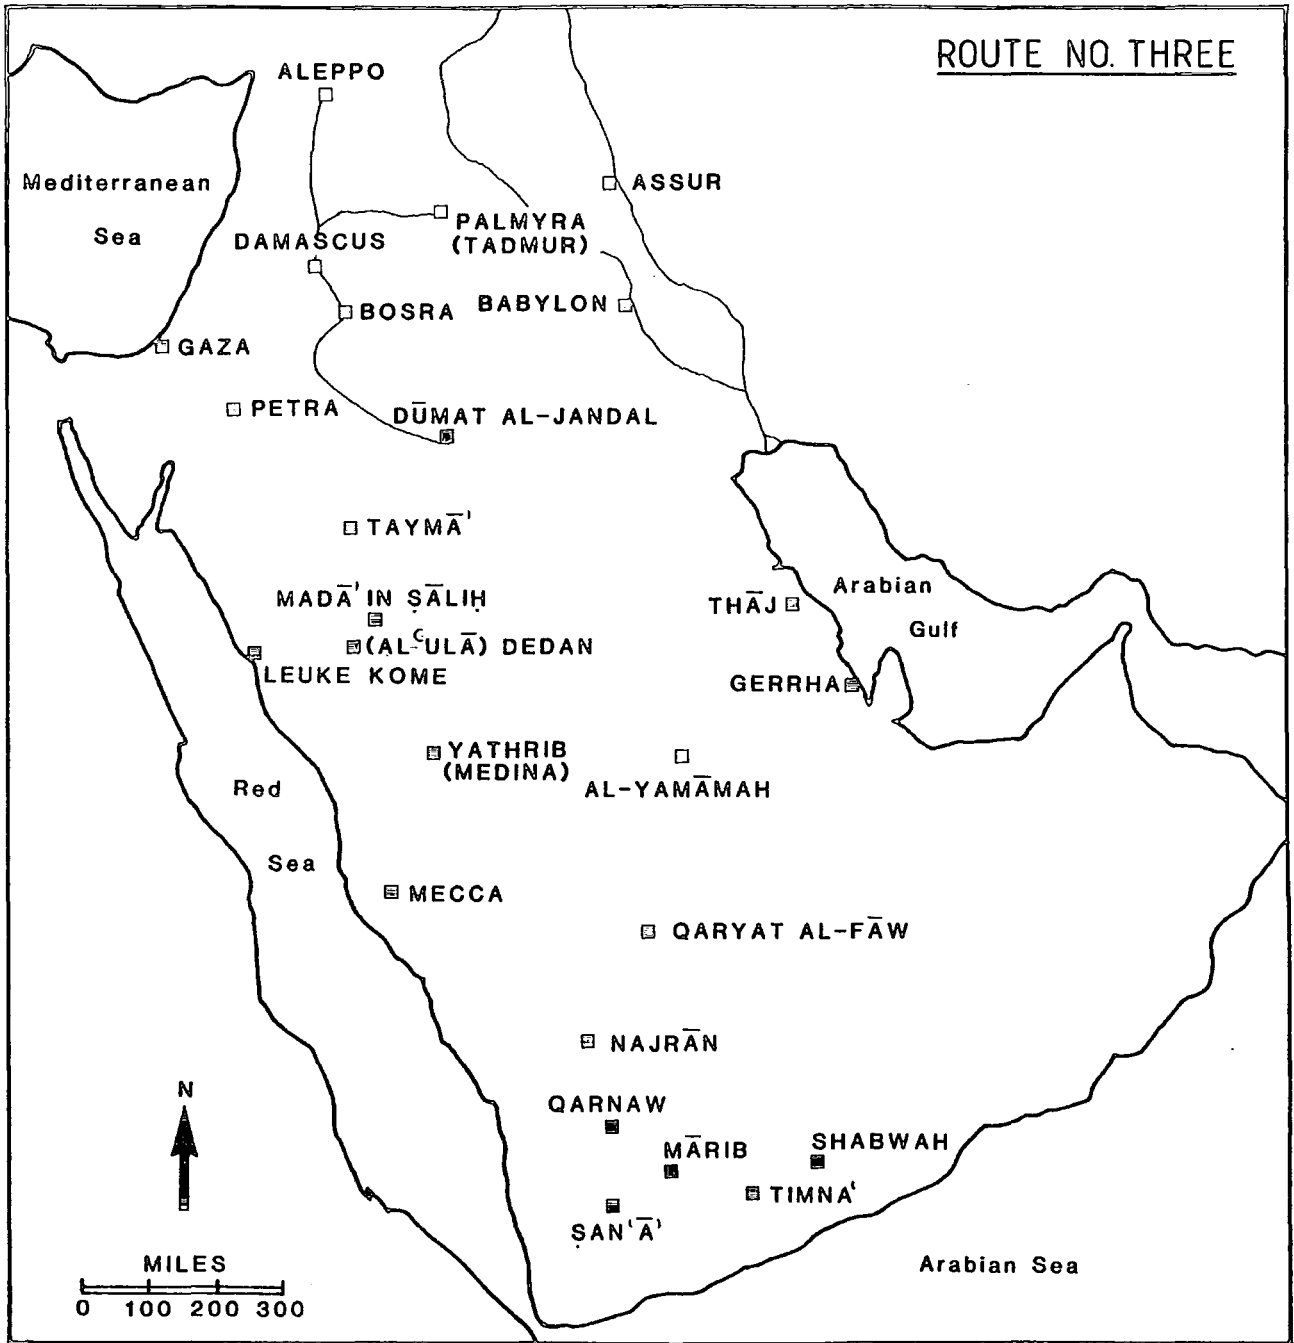 ROUTE NO. THREE
ALEPPO
Mediterranean
Sea
ASSUR
PALMYRA
(TADMUR)
DAMASCUS
BOSRA
BABYLON
GAZA
PETRA
DŪMAT AL-JANDAL
TAYMĀ'
MADĀ'IN ṢĀLIḤ
(AL-ʿULĀ) DEDAN
LEUKE KOME
THĀJ
Arabian
Gulf
GERRHA
YATHRIB
(MEDINA)
AL-YAMĀMAH
Red
Sea
MECCA
QARYAT AL-FĀW
NAJRĀN
N
QARNAW
MĀRIB
SHABWAH
TIMNAʿ
ṢANʿĀ'
MILES
0 100 200 300
Arabian Sea